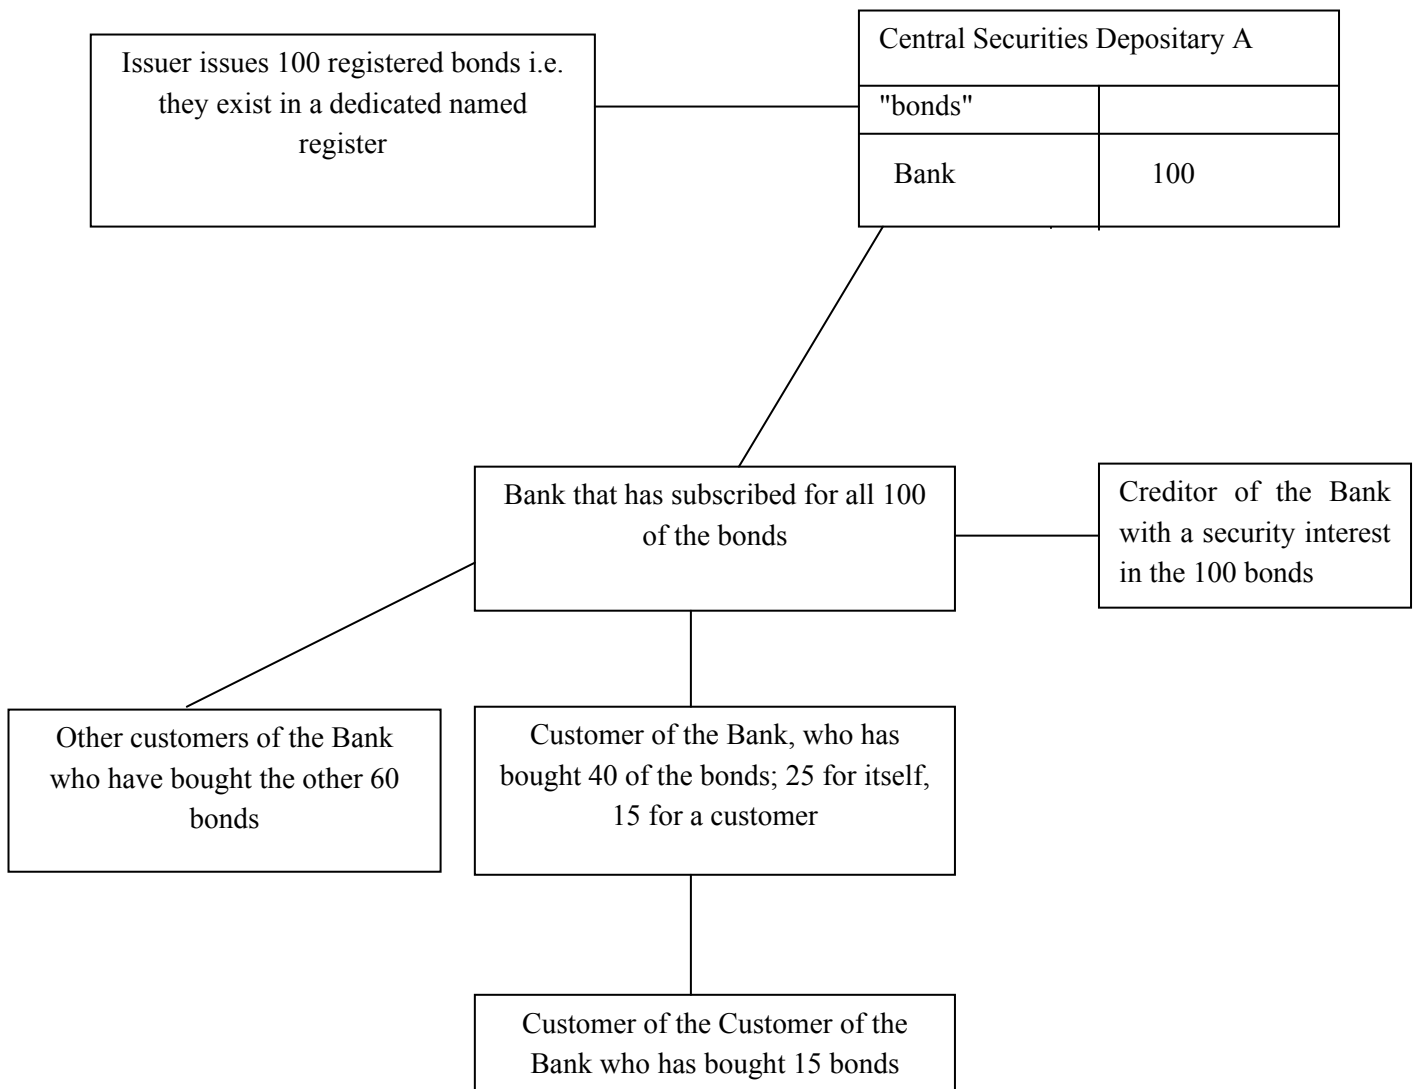 Issuer issues 100 registered bonds i.e.
they exist in a dedicated named
register
Central Securities Depositary A
"bonds"
Bank 100
Bank that has subscribed for all 100
of the bonds
Creditor of the Bank
with a security interest
in the 100 bonds
Other customers of the Bank
who have bought the other 60
bonds
Customer of the Bank, who has
bought 40 of the bonds; 25 for itself,
15 for a customer
Customer of the Customer of the
Bank who has bought 15 bonds